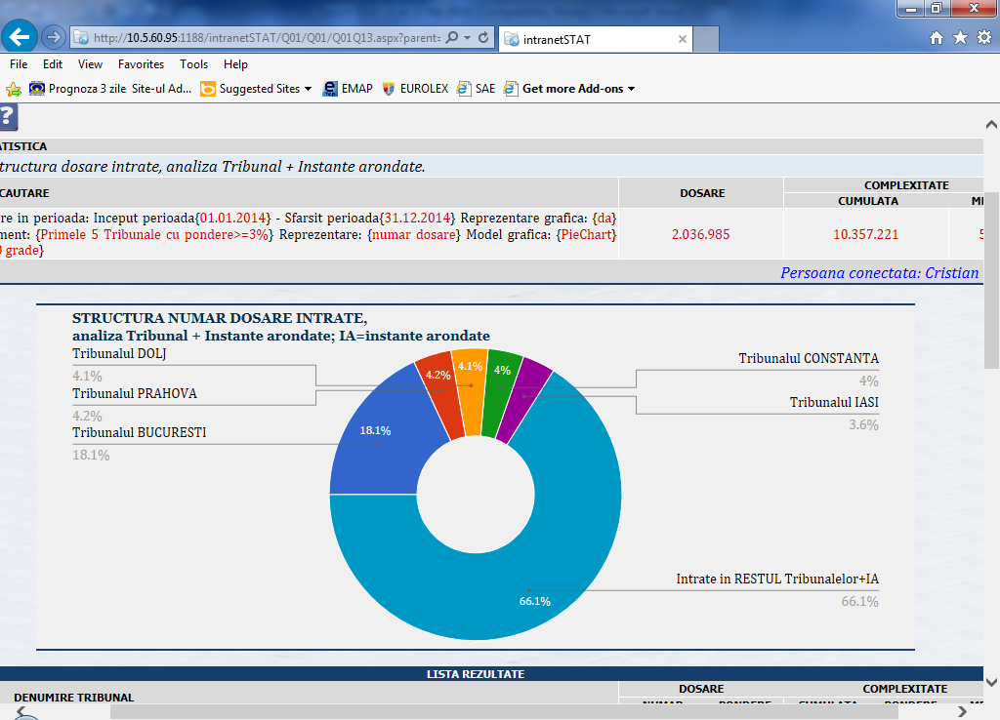 http://10.5.60.95:1188/intranetSTAT/Q01/Q01/Q01Q13.aspx?parent=
intranetSTAT
File Edit View Favorites Tools Help
Prognoza 3 zile Site-ul Ad... Suggested Sites EMAP EUROLEX SAE Get more Add-ons
?
TATISTICA
tructura dosare intrate, analiza Tribunal + Instante arondate.
CAUTARE
DOSARE
COMPLEXITATE
CUMULATA
re in perioada: Inceput perioada{01.01.2014} - Sfarsit perioada{31.12.2014} Reprezentare grafica: {da}
ment: {Primele 5 Tribunale cu pondere>=3%} Reprezentare: {numar dosare} Model grafica: {PieChart}
0 grade}
2.036.985
10.357.221
Persoana conectata: Cristian
STRUCTURA NUMAR DOSARE INTRATE,
analiza Tribunal + Instante arondate; IA=instante arondate
Tribunalul DOLJ
4.1%
Tribunalul PRAHOVA
4.2%
Tribunalul BUCURESTI
18.1%
18.1%
4.2%
4.1%
4%
66.1%
Tribunalul CONSTANTA
4%
Tribunalul IASI
3.6%
Intrate in RESTUL Tribunalelor+IA
66.1%
LISTA REZULTATE
DENUMIRE TRIBUNAL
DOSARE
COMPLEXITATE
NUMAR PONDERE CUMULATA PONDERE